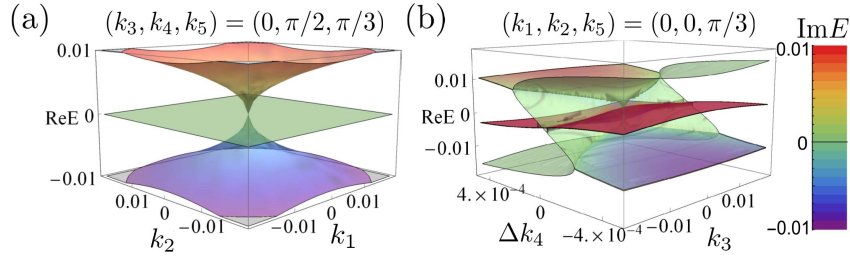 (a)
(k₃, k₄, k₅) = (0, π/2, π/3)
0.01
ReE 0
−0.01
0.01
0
−0.01
k₂
−0.01
0
0.01
k₁
(b)
(k₁, k₂, k₅) = (0, 0, π/3)
0.01
ReE 0
−0.01
4.×10⁻⁴
0
−4.×10⁻⁴
Δk₄
−0.01
0
0.01
k₃
ImE
0.01
0
-0.01